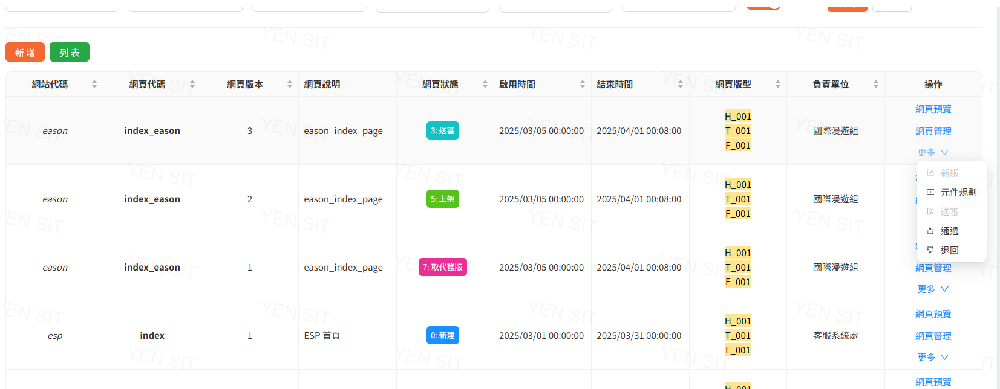 新增 列表
網站代碼 網頁代碼 網頁版本 網頁說明 網頁狀態 啟用時間 結束時間 網頁版型 負責單位 操作
eason index_eason 3 eason_index_page 3: 送審 2025/03/05 00:00:00 2025/04/01 00:08:00 H_001 T_001 F_001 國際漫遊組 網頁預覽 網頁管理 更多
新版
元件規劃
送審
通過
退回
eason index_eason 2 eason_index_page 5: 上架 2025/03/05 00:00:00 2025/04/01 00:08:00 H_001 T_001 F_001 國際漫遊組
eason index_eason 1 eason_index_page 7: 取代舊版 2025/03/05 00:00:00 2025/04/01 00:08:00 H_001 T_001 F_001 國際漫遊組 網頁管理 更多
esp index 1 ESP 首頁 0: 新建 2025/03/01 00:00:00 2025/03/31 00:00:00 H_001 T_001 F_001 客服系統處 網頁預覽 網頁管理 更多
H_001 網頁預覽
YEN SIT